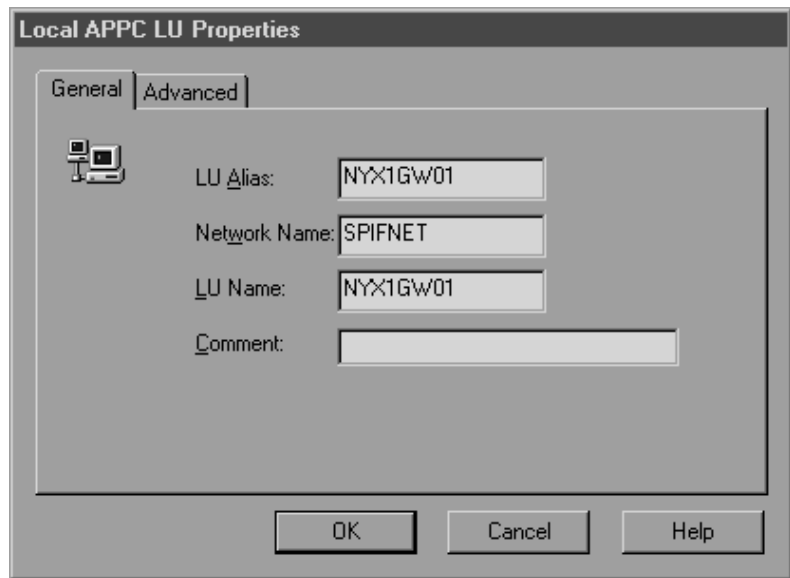 Local APPC LU Properties
General Advanced
LU Alias: NYX1GW01
Network Name: SPIFNET
LU Name: NYX1GW01
Comment:
OK Cancel Help